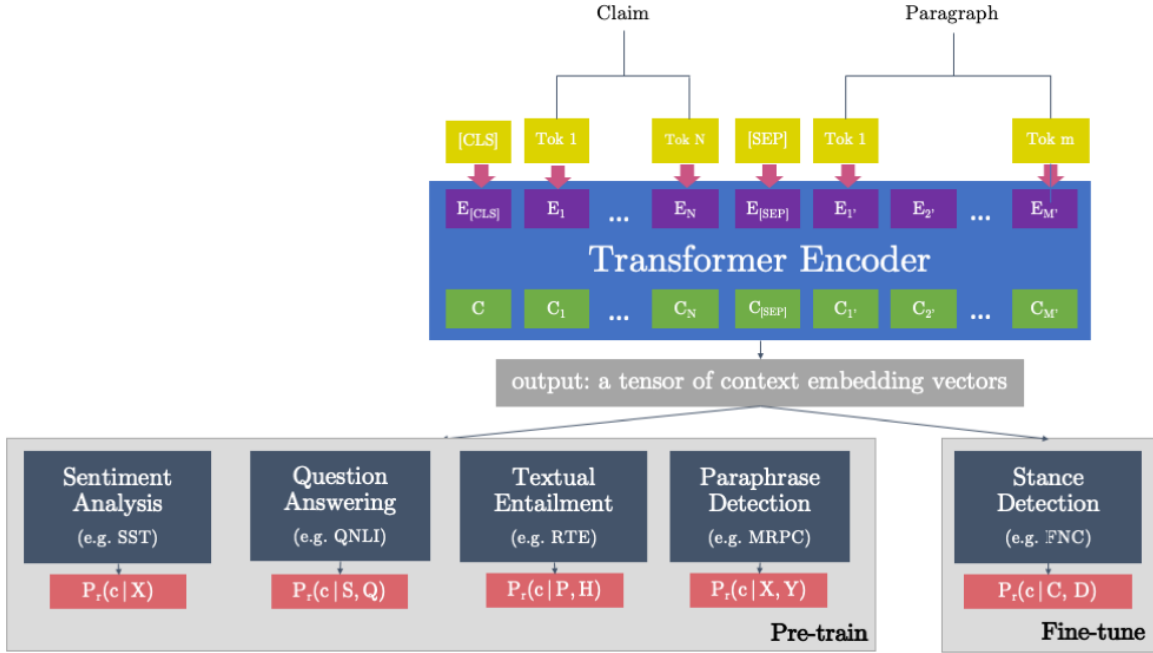 Claim
Paragraph
[CLS]
Tok 1
Tok N
[SEP]
Tok 1
Tok m
E[CLS]
E1
...
EN
E[SEP]
E1'
E2'
...
EM'
Transformer Encoder
C
C1
...
CN
C[SEP]
C1'
C2'
...
CM'
output: a tensor of context embedding vectors
Sentiment
Analysis
(e.g. SST)
Pr(c|X)
Question
Answering
(e.g. QNLI)
Pr(c|S, Q)
Textual
Entailment
(e.g. RTE)
Pr(c|P, H)
Paraphrase
Detection
(e.g. MRPC)
Pr(c|X, Y)
Pre-train
Stance
Detection
(e.g. FNC)
Pr(c|C, D)
Fine-tune